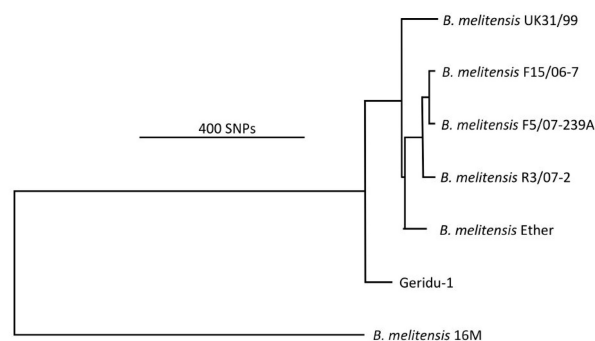 B. melitensis UK31/99
B. melitensis F15/06-7
400 SNPs
B. melitensis F5/07-239A
B. melitensis R3/07-2
B. melitensis Ether
Geridu-1
B. melitensis 16M